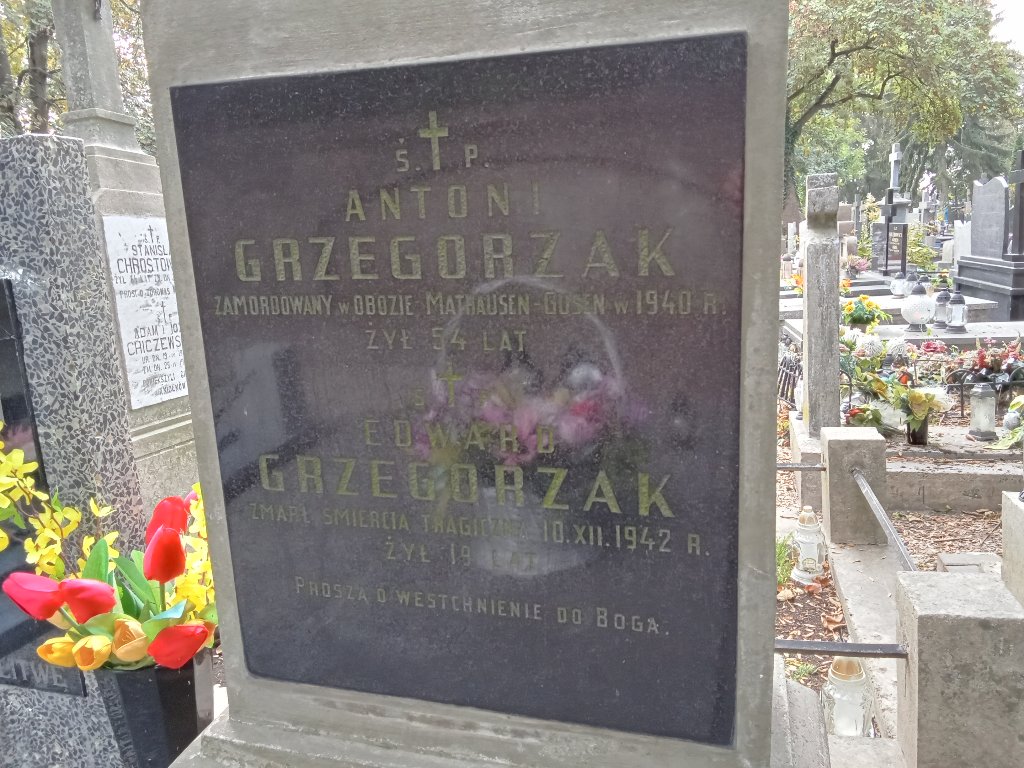 Ś. P.
ANTONI
GRZEGORZAK
ZAMORDOWANY W OBOZIE MATHAUSEN-GUSEN W 1940 R.
ŻYŁ 54 LAT
EDWARD
GRZEGORZAK
ZMARŁ ŚMIERCIĄ TRAGICZNĄ 10.XII.1942 R.
ŻYŁ 19 LAT
PROSZĄ O WESTCHNIENIE DO BOGA.